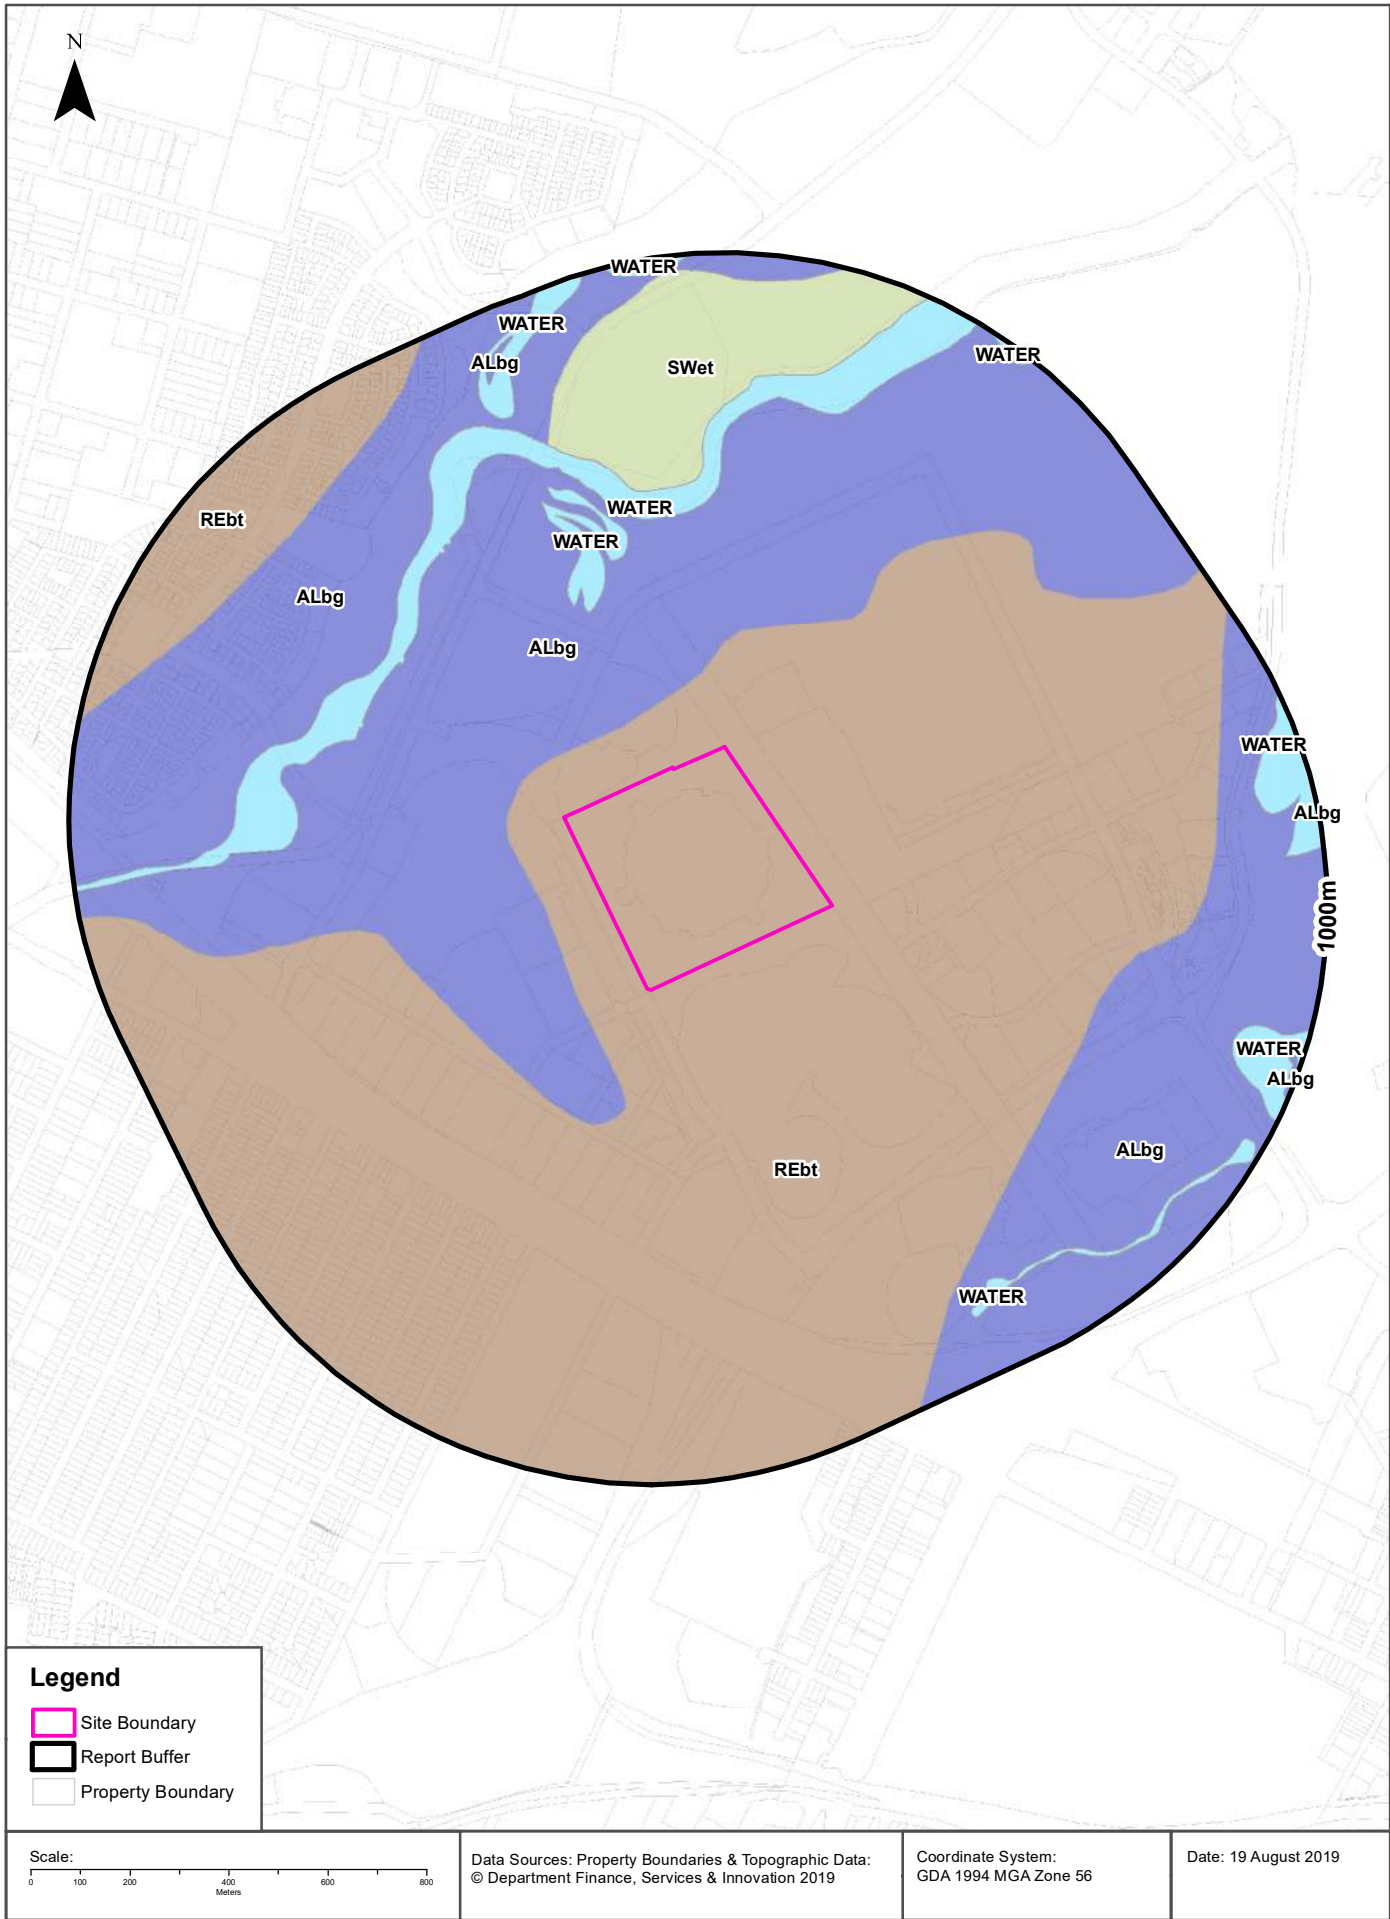 N
WATER
WATER
ALbg
SWet
WATER
REbt
WATER
WATER
ALbg
ALbg
WATER
ALbg
1000m
WATER
ALbg
ALbg
REbt
WATER
Legend
Site Boundary
Report Buffer
Property Boundary
Scale:
0 100 200 400 600 800
Meters
Data Sources: Property Boundaries & Topographic Data:
© Department Finance, Services & Innovation 2019
Coordinate System:
GDA 1994 MGA Zone 56
Date: 19 August 2019